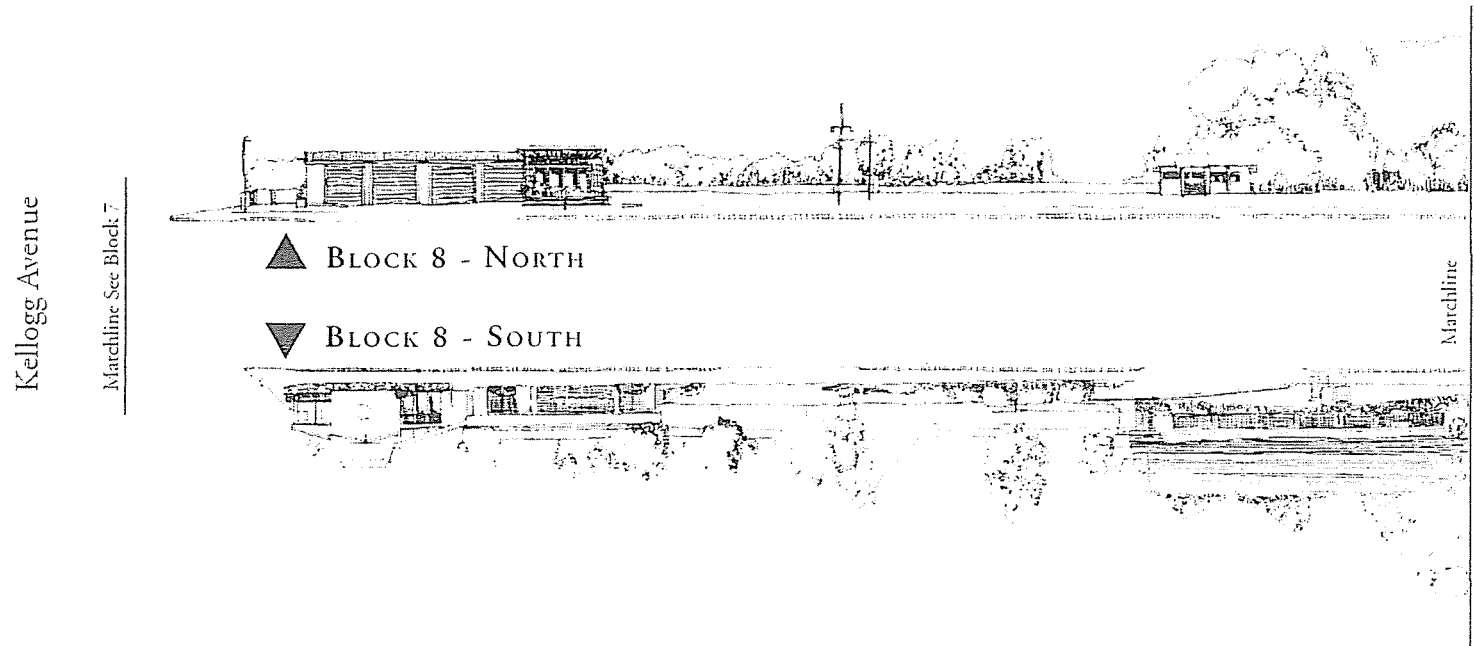 Kellogg Avenue
Matchline See Block 7
BLOCK 8 - NORTH
BLOCK 8 - SOUTH
Matchline